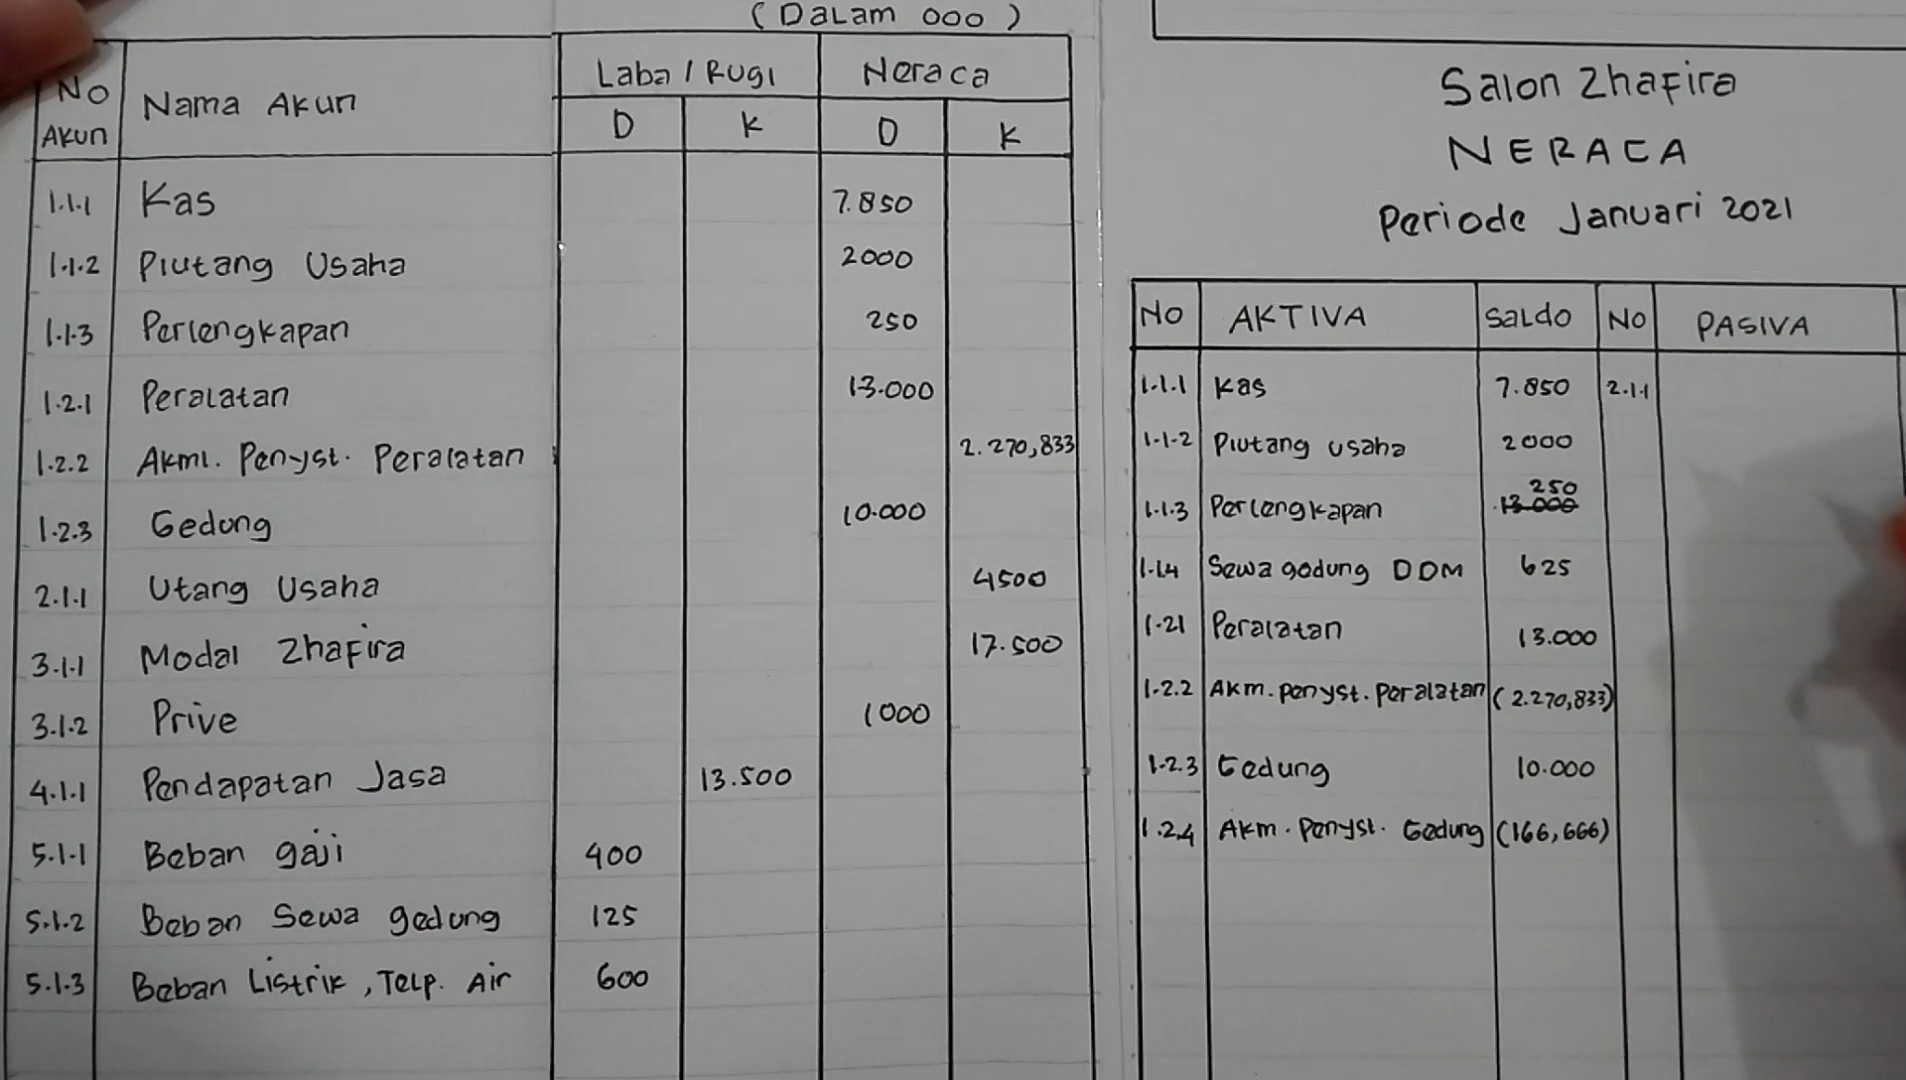 (Dalam 000)
No Akun Nama Akun Laba / Rugi Neraca
D K D K
1.1.1 Kas 7.850
1.1.2 Piutang Usaha 2000
1.1.3 Perlengkapan 250
1.2.1 Peralatan 13.000
1.2.2 Akml. Penyst. Peralatan 2.270,833
1.2.3 Gedung 10.000
2.1.1 Utang Usaha 4500
3.1.1 Modal Zhafira 17.500
3.1.2 Prive 1000
4.1.1 Pendapatan Jasa 13.500
5.1.1 Beban gaji 400
5.1.2 Beban Sewa gedung 125
5.1.3 Beban Listrik, Telp. Air 600
Salon Zhafira
NERACA
Periode Januari 2021
No AKTIVA Saldo No PASIVA
1.1.1 Kas 7.850 2.1.1
1.1.2 Piutang usaha 2000
250
1.1.3 Perlengkapan 13.000
1.1.4 Sewa gedung DDM 625
1.21 Peralatan 13.000
1.2.2 Akm. penyst. peralatan (2.270,833)
1.2.3 Gedung 10.000
1.2.4 Akm. Penyst. Gedung (166,666)